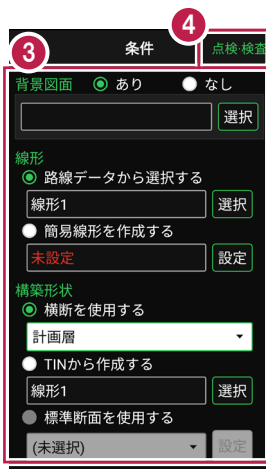 3
4
条件
点検・検査
背景図面 あり なし
選択
線形
路線データから選択する
線形1 選択
簡易線形を作成する
未設定 設定
構築形状
横断を使用する
計画層
TINから作成する
線形1 選択
標準断面を使用する
(未選択) 設定